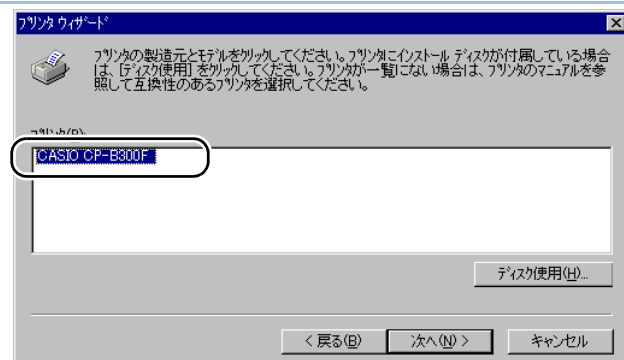 プリンタ ウィザード
プリンタの製造元とモデルをクリックしてください。プリンタにインストール ディスクが付属している場合
は、[ディスク使用] をクリックしてください。プリンタが一覧にない場合は、プリンタのマニュアルを参
照して互換性のあるプリンタを選択してください。
プリンタ(P):
CASIO CP-B300F
ディスク使用(H)...
< 戻る(B)
次へ(N) >
キャンセル